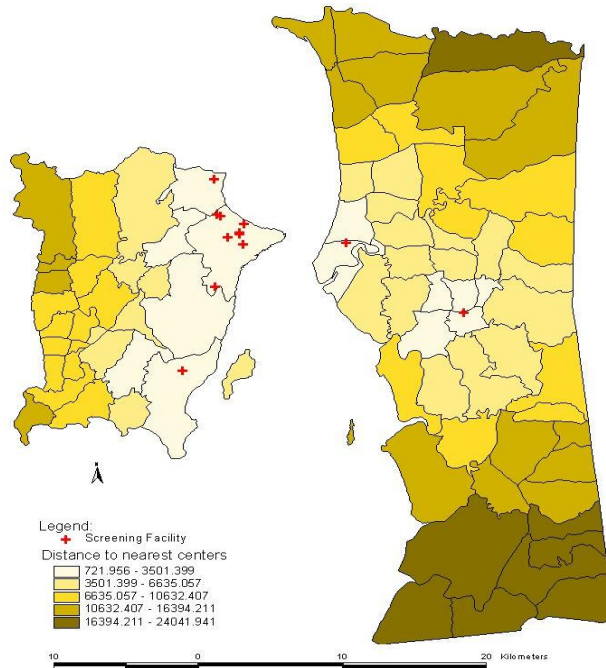 Legend:
Screening Facility
Distance to nearest centers
721.956 - 3501.399
3501.399 - 6635.057
6635.057 - 10632.407
10632.407 - 16394.211
16394.211 - 24041.941
10 0 10 20 Kilometers